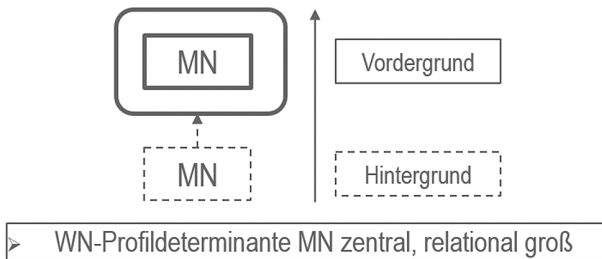 MN
Vordergrund
MN
Hintergrund
➢ WN-Profildeterminante MN zentral, relational groß